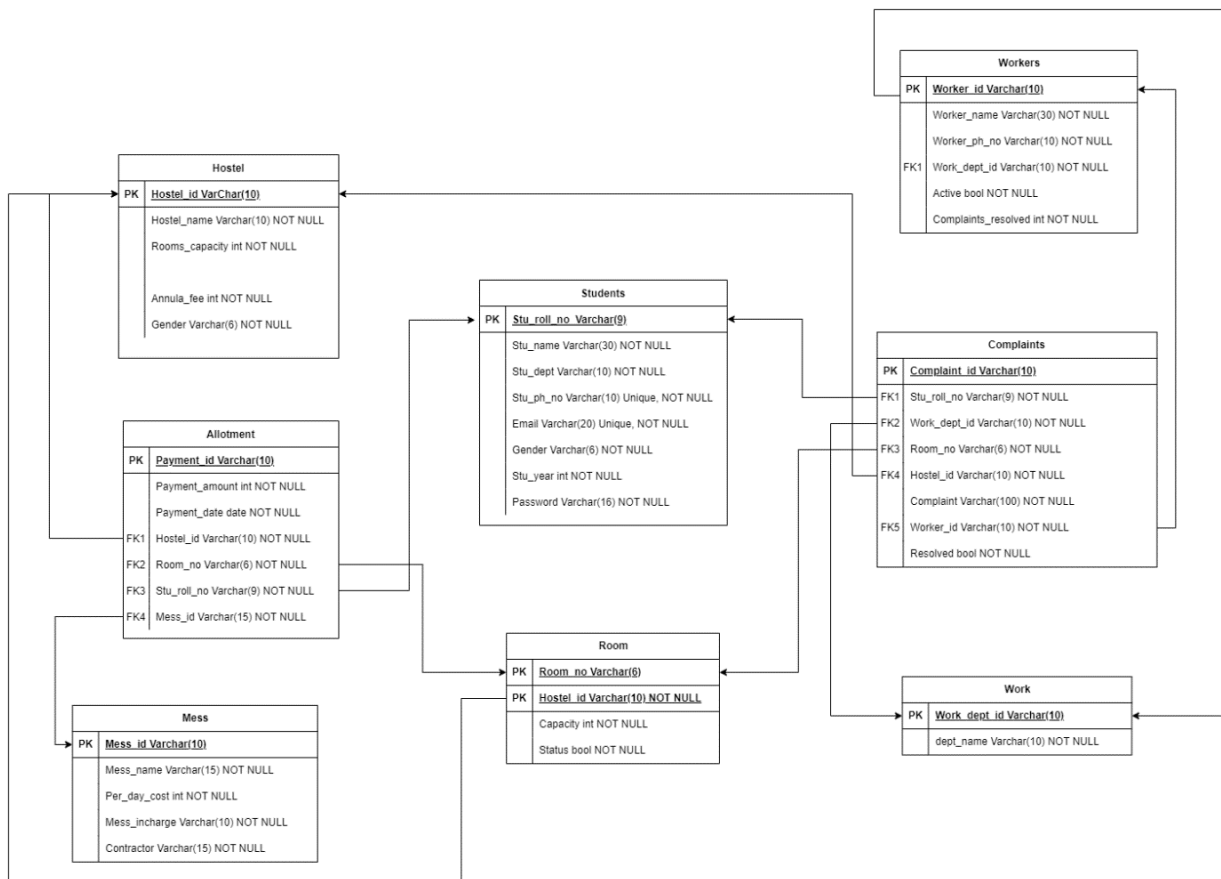 Workers
PK Worker_id Varchar(10)
Worker_name Varchar(30) NOT NULL
Worker_ph_no Varchar(10) NOT NULL
FK1 Work_dept_id Varchar(10) NOT NULL
Active bool NOT NULL
Complaints_resolved int NOT NULL
Hostel
PK Hostel_id VarChar(10)
Hostel_name Varchar(10) NOT NULL
Rooms_capacity int NOT NULL
Annula_fee int NOT NULL
Gender Varchar(6) NOT NULL
Students
PK Stu_roll_no Varchar(9)
Stu_name Varchar(30) NOT NULL
Stu_dept Varchar(10) NOT NULL
Stu_ph_no Varchar(10) Unique, NOT NULL
Email Varchar(20) Unique, NOT NULL
Gender Varchar(6) NOT NULL
Stu_year int NOT NULL
Password Varchar(16) NOT NULL
Complaints
PK Complaint_id Varchar(10)
FK1 Stu_roll_no Varchar(9) NOT NULL
FK2 Work_dept_id Varchar(10) NOT NULL
FK3 Room_no Varchar(6) NOT NULL
FK4 Hostel_id Varchar(10) NOT NULL
Complaint Varchar(100) NOT NULL
FK5 Worker_id Varchar(10) NOT NULL
Resolved bool NOT NULL
Allotment
PK Payment_id Varchar(10)
Payment_amount int NOT NULL
Payment_date date NOT NULL
FK1 Hostel_id Varchar(10) NOT NULL
FK2 Room_no Varchar(6) NOT NULL
FK3 Stu_roll_no Varchar(9) NOT NULL
FK4 Mess_id Varchar(15) NOT NULL
Room
PK Room_no Varchar(6)
PK Hostel_id Varchar(10) NOT NULL
Capacity int NOT NULL
Status bool NOT NULL
Work
PK Work_dept_id Varchar(10)
dept_name Varchar(10) NOT NULL
Mess
PK Mess_id Varchar(10)
Mess_name Varchar(15) NOT NULL
Per_day_cost int NOT NULL
Mess_incharge Varchar(10) NOT NULL
Contractor Varchar(15) NOT NULL